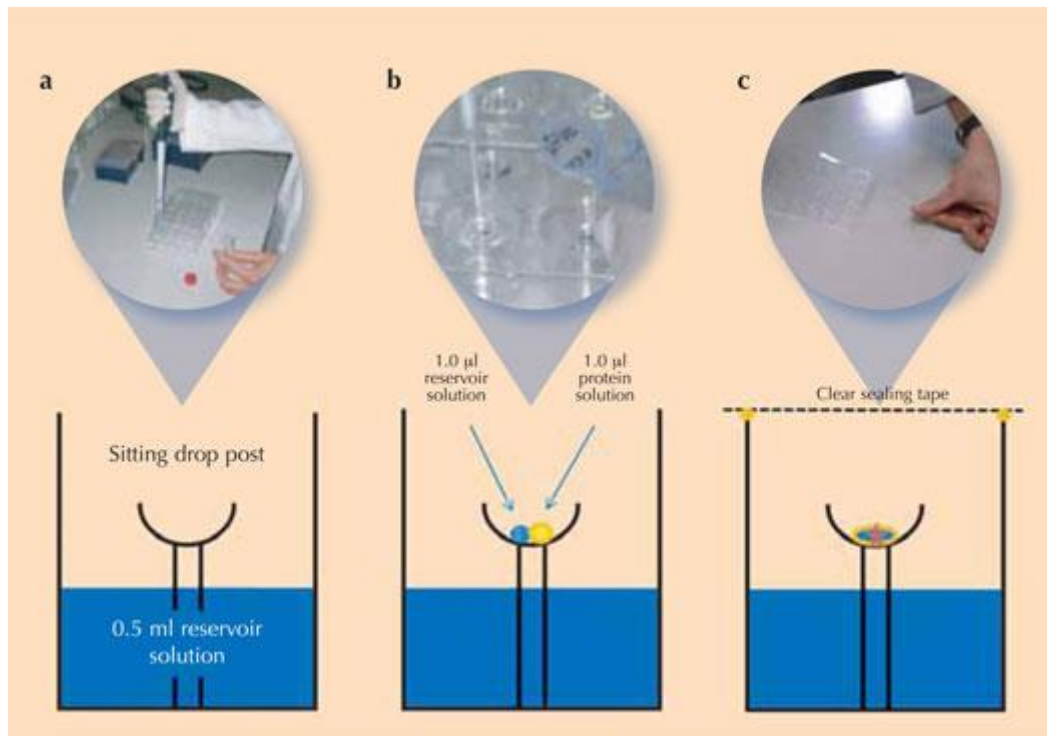 a
b
c
1.0 µl
reservoir
solution
1.0 µl
protein
solution
Clear sealing tape
Sitting drop post
0.5 ml reservoir
solution